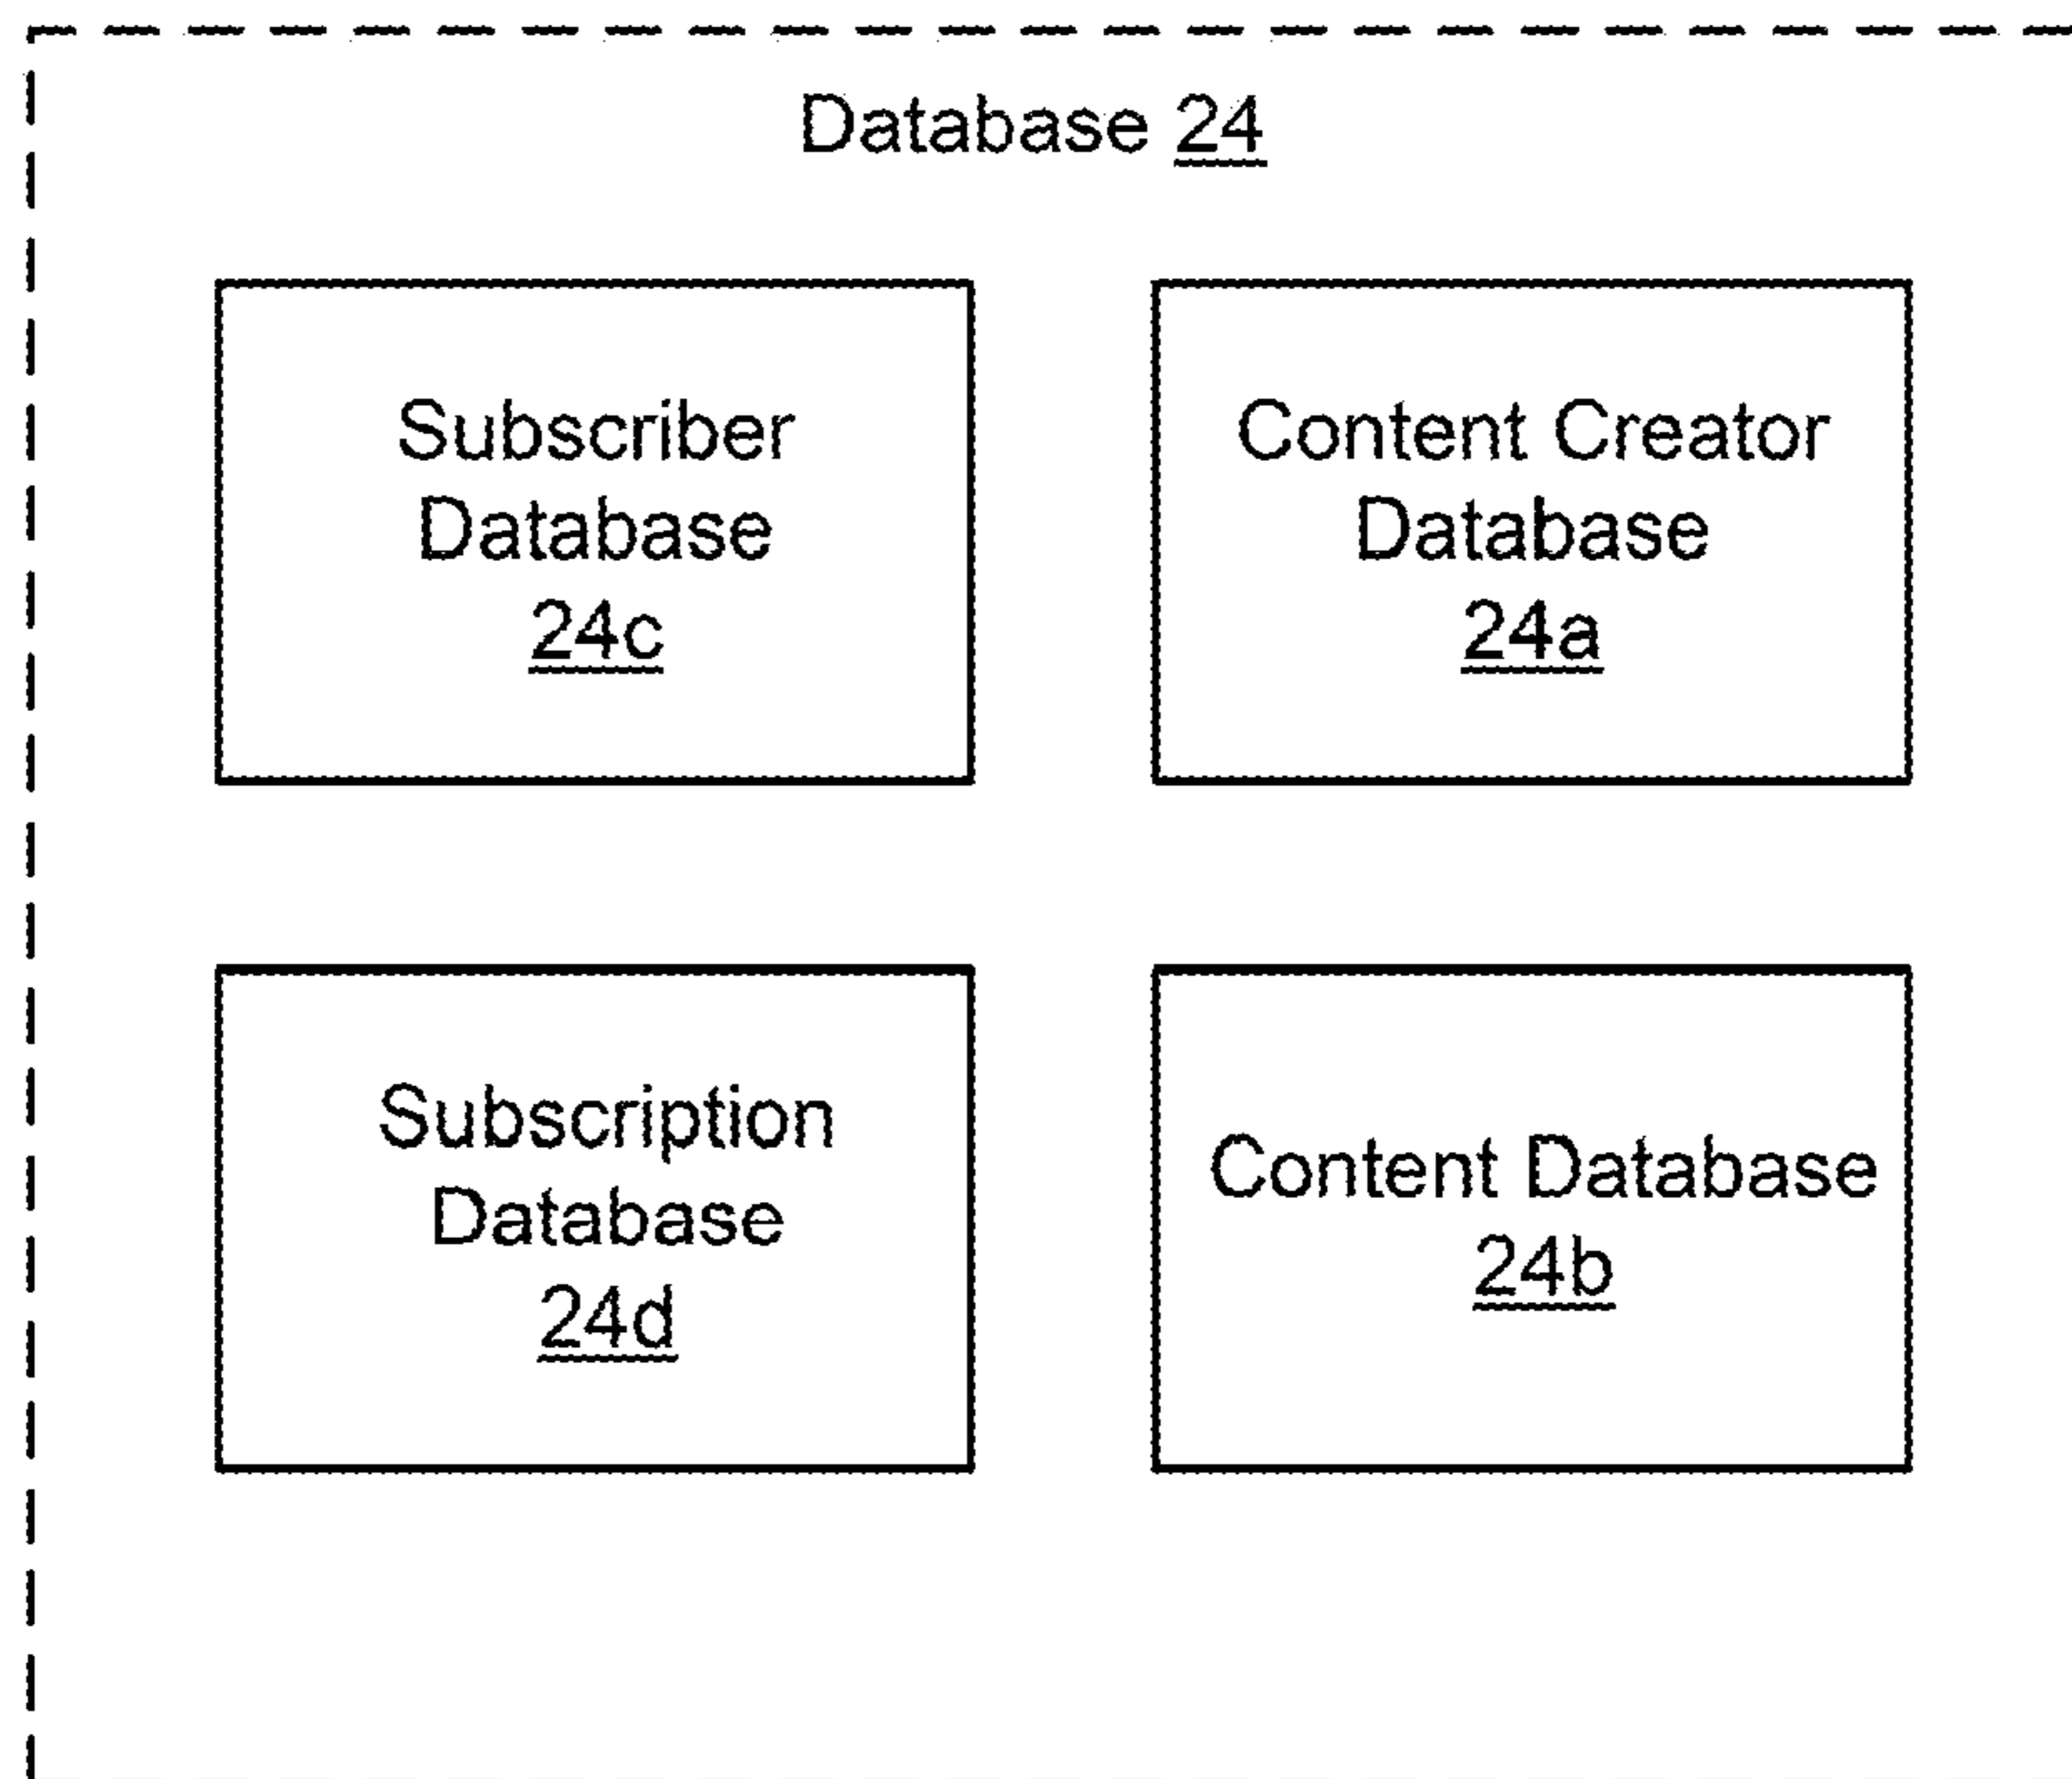 Database 24
Subscriber
Database
24c
Content Creator
Database
24a
Subscription
Database
24d
Content Database
24b